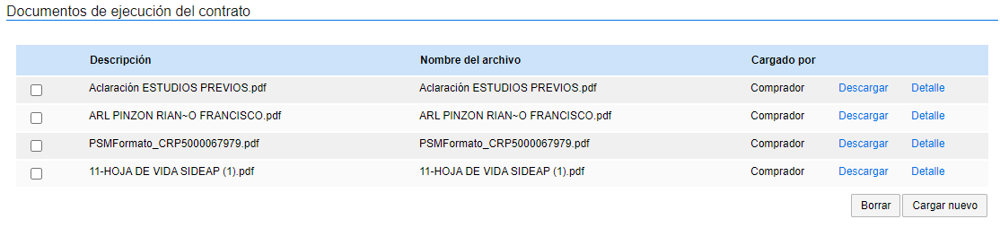 Documentos de ejecución del contrato
Descripción Nombre del archivo Cargado por
Aclaración ESTUDIOS PREVIOS.pdf Aclaración ESTUDIOS PREVIOS.pdf Comprador Descargar Detalle
ARL PINZON RIAN~O FRANCISCO.pdf ARL PINZON RIAN~O FRANCISCO.pdf Comprador Descargar Detalle
PSMFormato_CRP5000067979.pdf PSMFormato_CRP5000067979.pdf Comprador Descargar Detalle
11-HOJA DE VIDA SIDEAP (1).pdf 11-HOJA DE VIDA SIDEAP (1).pdf Comprador Descargar Detalle
Borrar Cargar nuevo